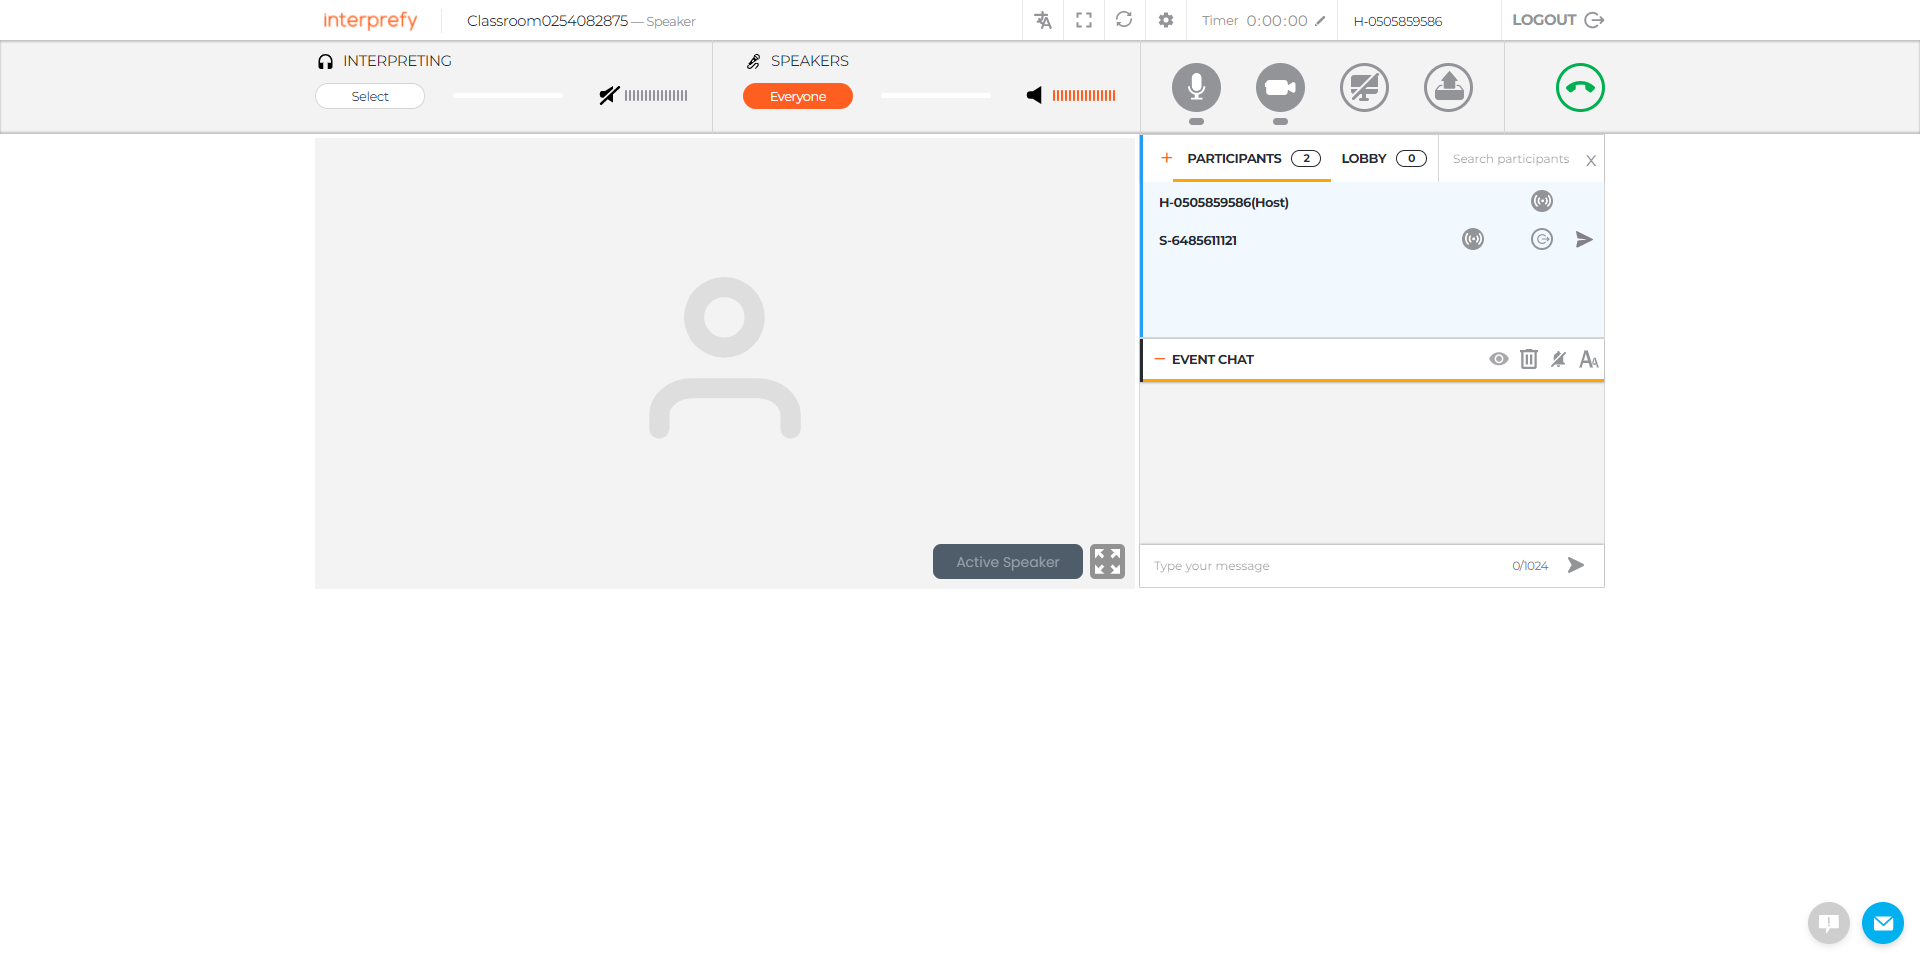 interprefy
Classroom0254082875 — Speaker
Timer 0:00:00
H-0505859586
LOGOUT
INTERPRETING
Select
SPEAKERS
Everyone
PARTICIPANTS 2
LOBBY 0
Search participants X
H-0505859586(Host)
S-6485611121
EVENT CHAT
Active Speaker
Type your message
0/1024